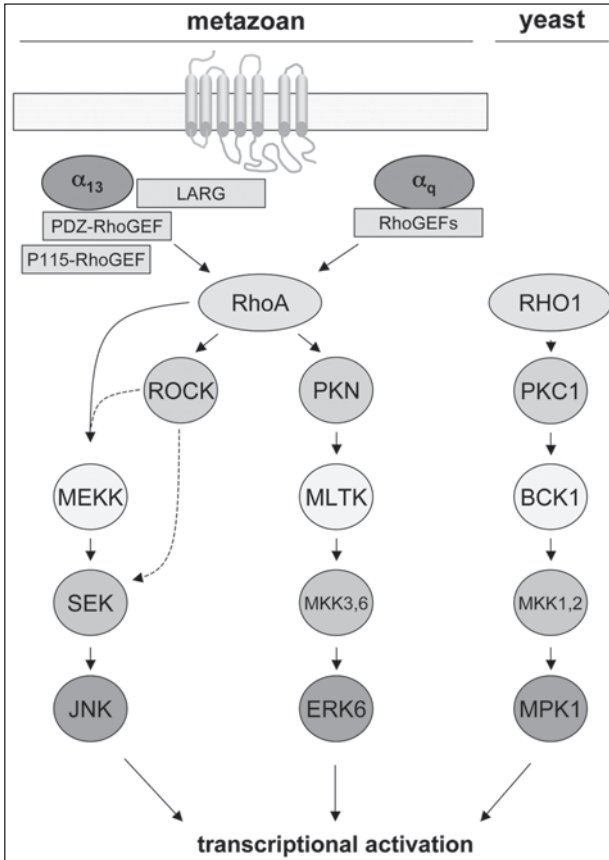 metazoan yeast
α13 α q
LARG
PDZ-RhoGEF RhoGEFs
P115-RhoGEF
RhoA RHO1
ROCK PKN PKC1
MEKK MLTK BCK1
SEK MKK3,6 MKK1,2
JNK ERK6 MPK1
transcriptional activation